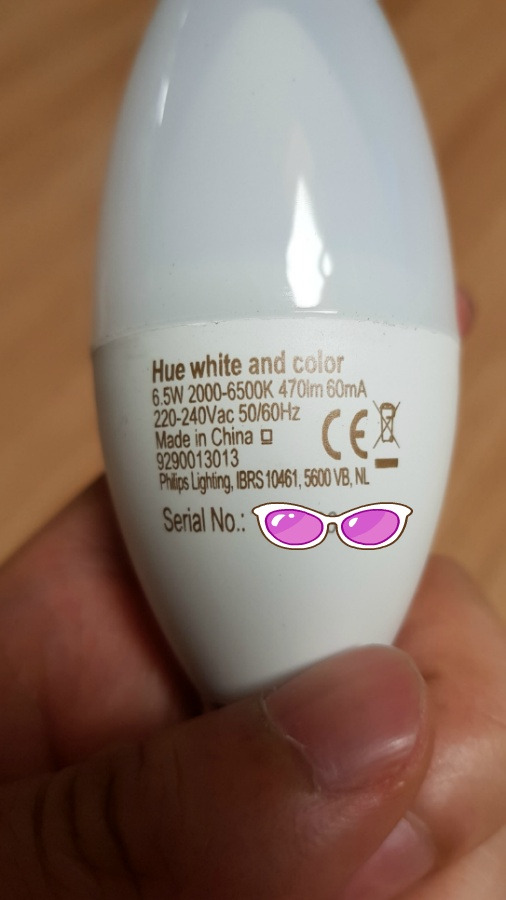 Hue white and color
6.5W 2000-6500K 470lm 60mA
220-240Vac 50/60Hz
Made in China
9290013013
Philips Lighting, IBRS 10461, 5600 VB, NL
Serial No.:
CE